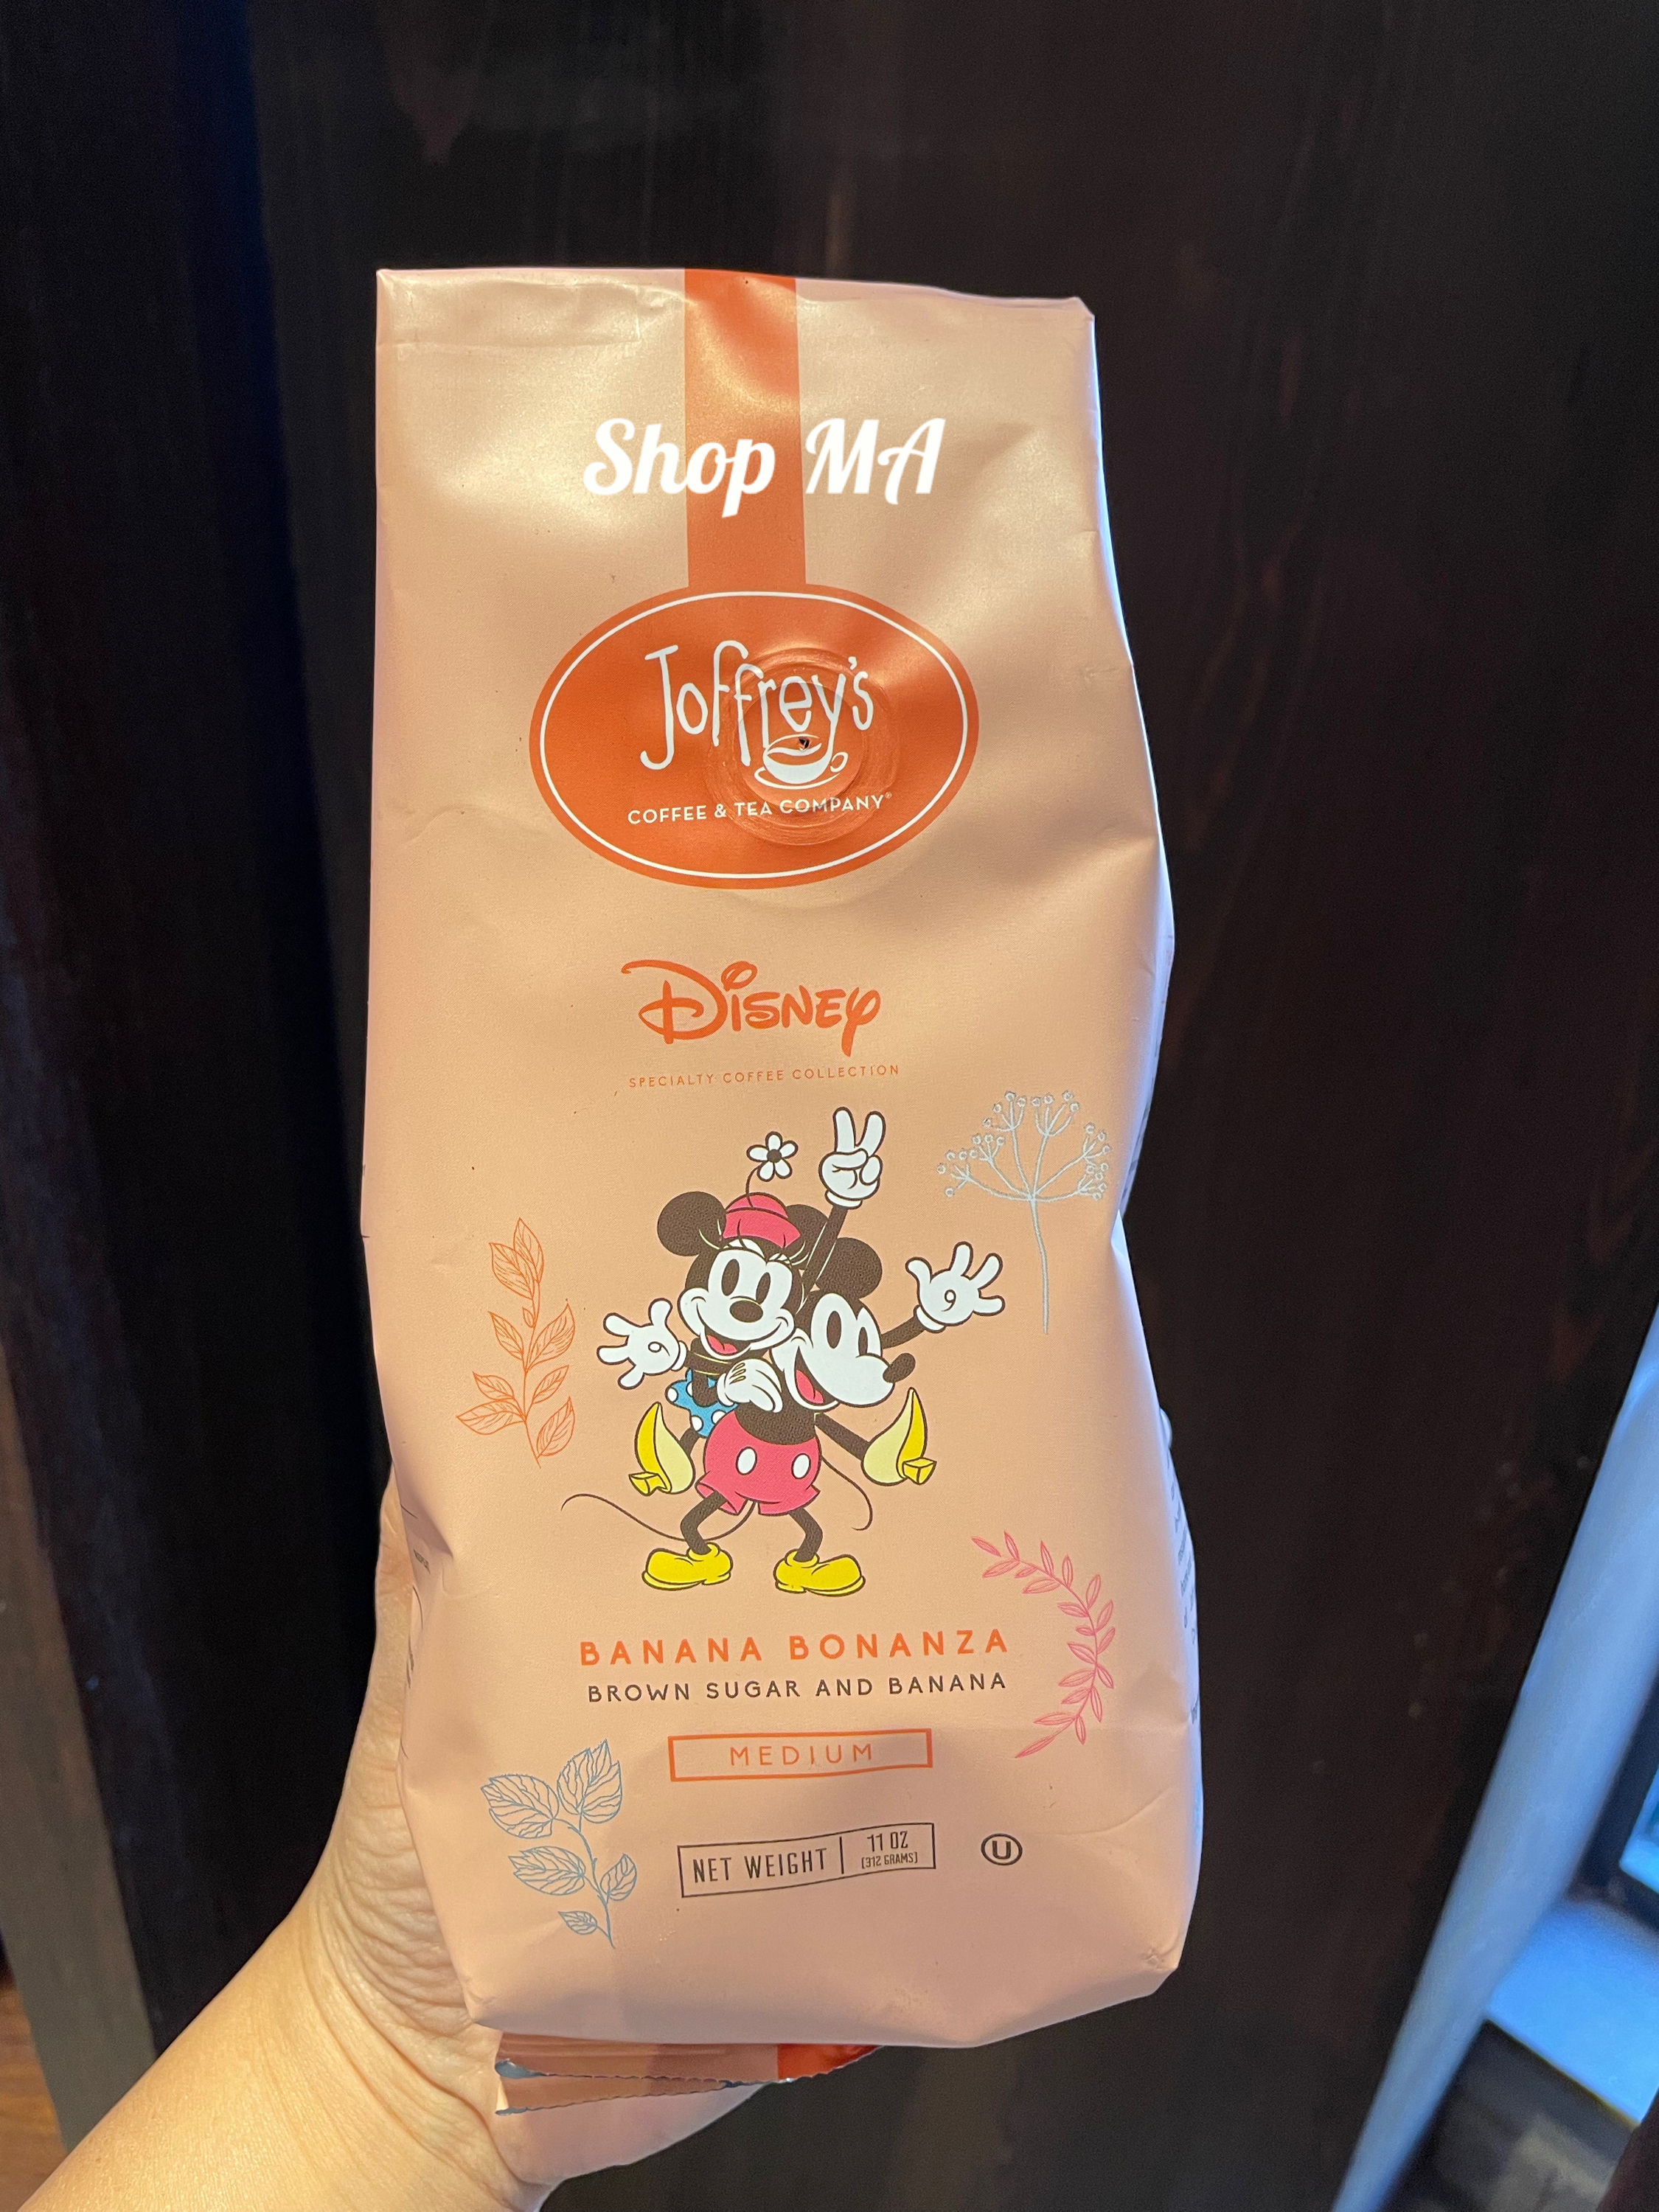 Shop MA
Joffrey's
COFFEE & TEA COMPANY®
Disney
SPECIALTY COFFEE COLLECTION
BANANA BONANZA
BROWN SUGAR AND BANANA
MEDIUM
NET WEIGHT 11 OZ
(312 GRAMS)
U